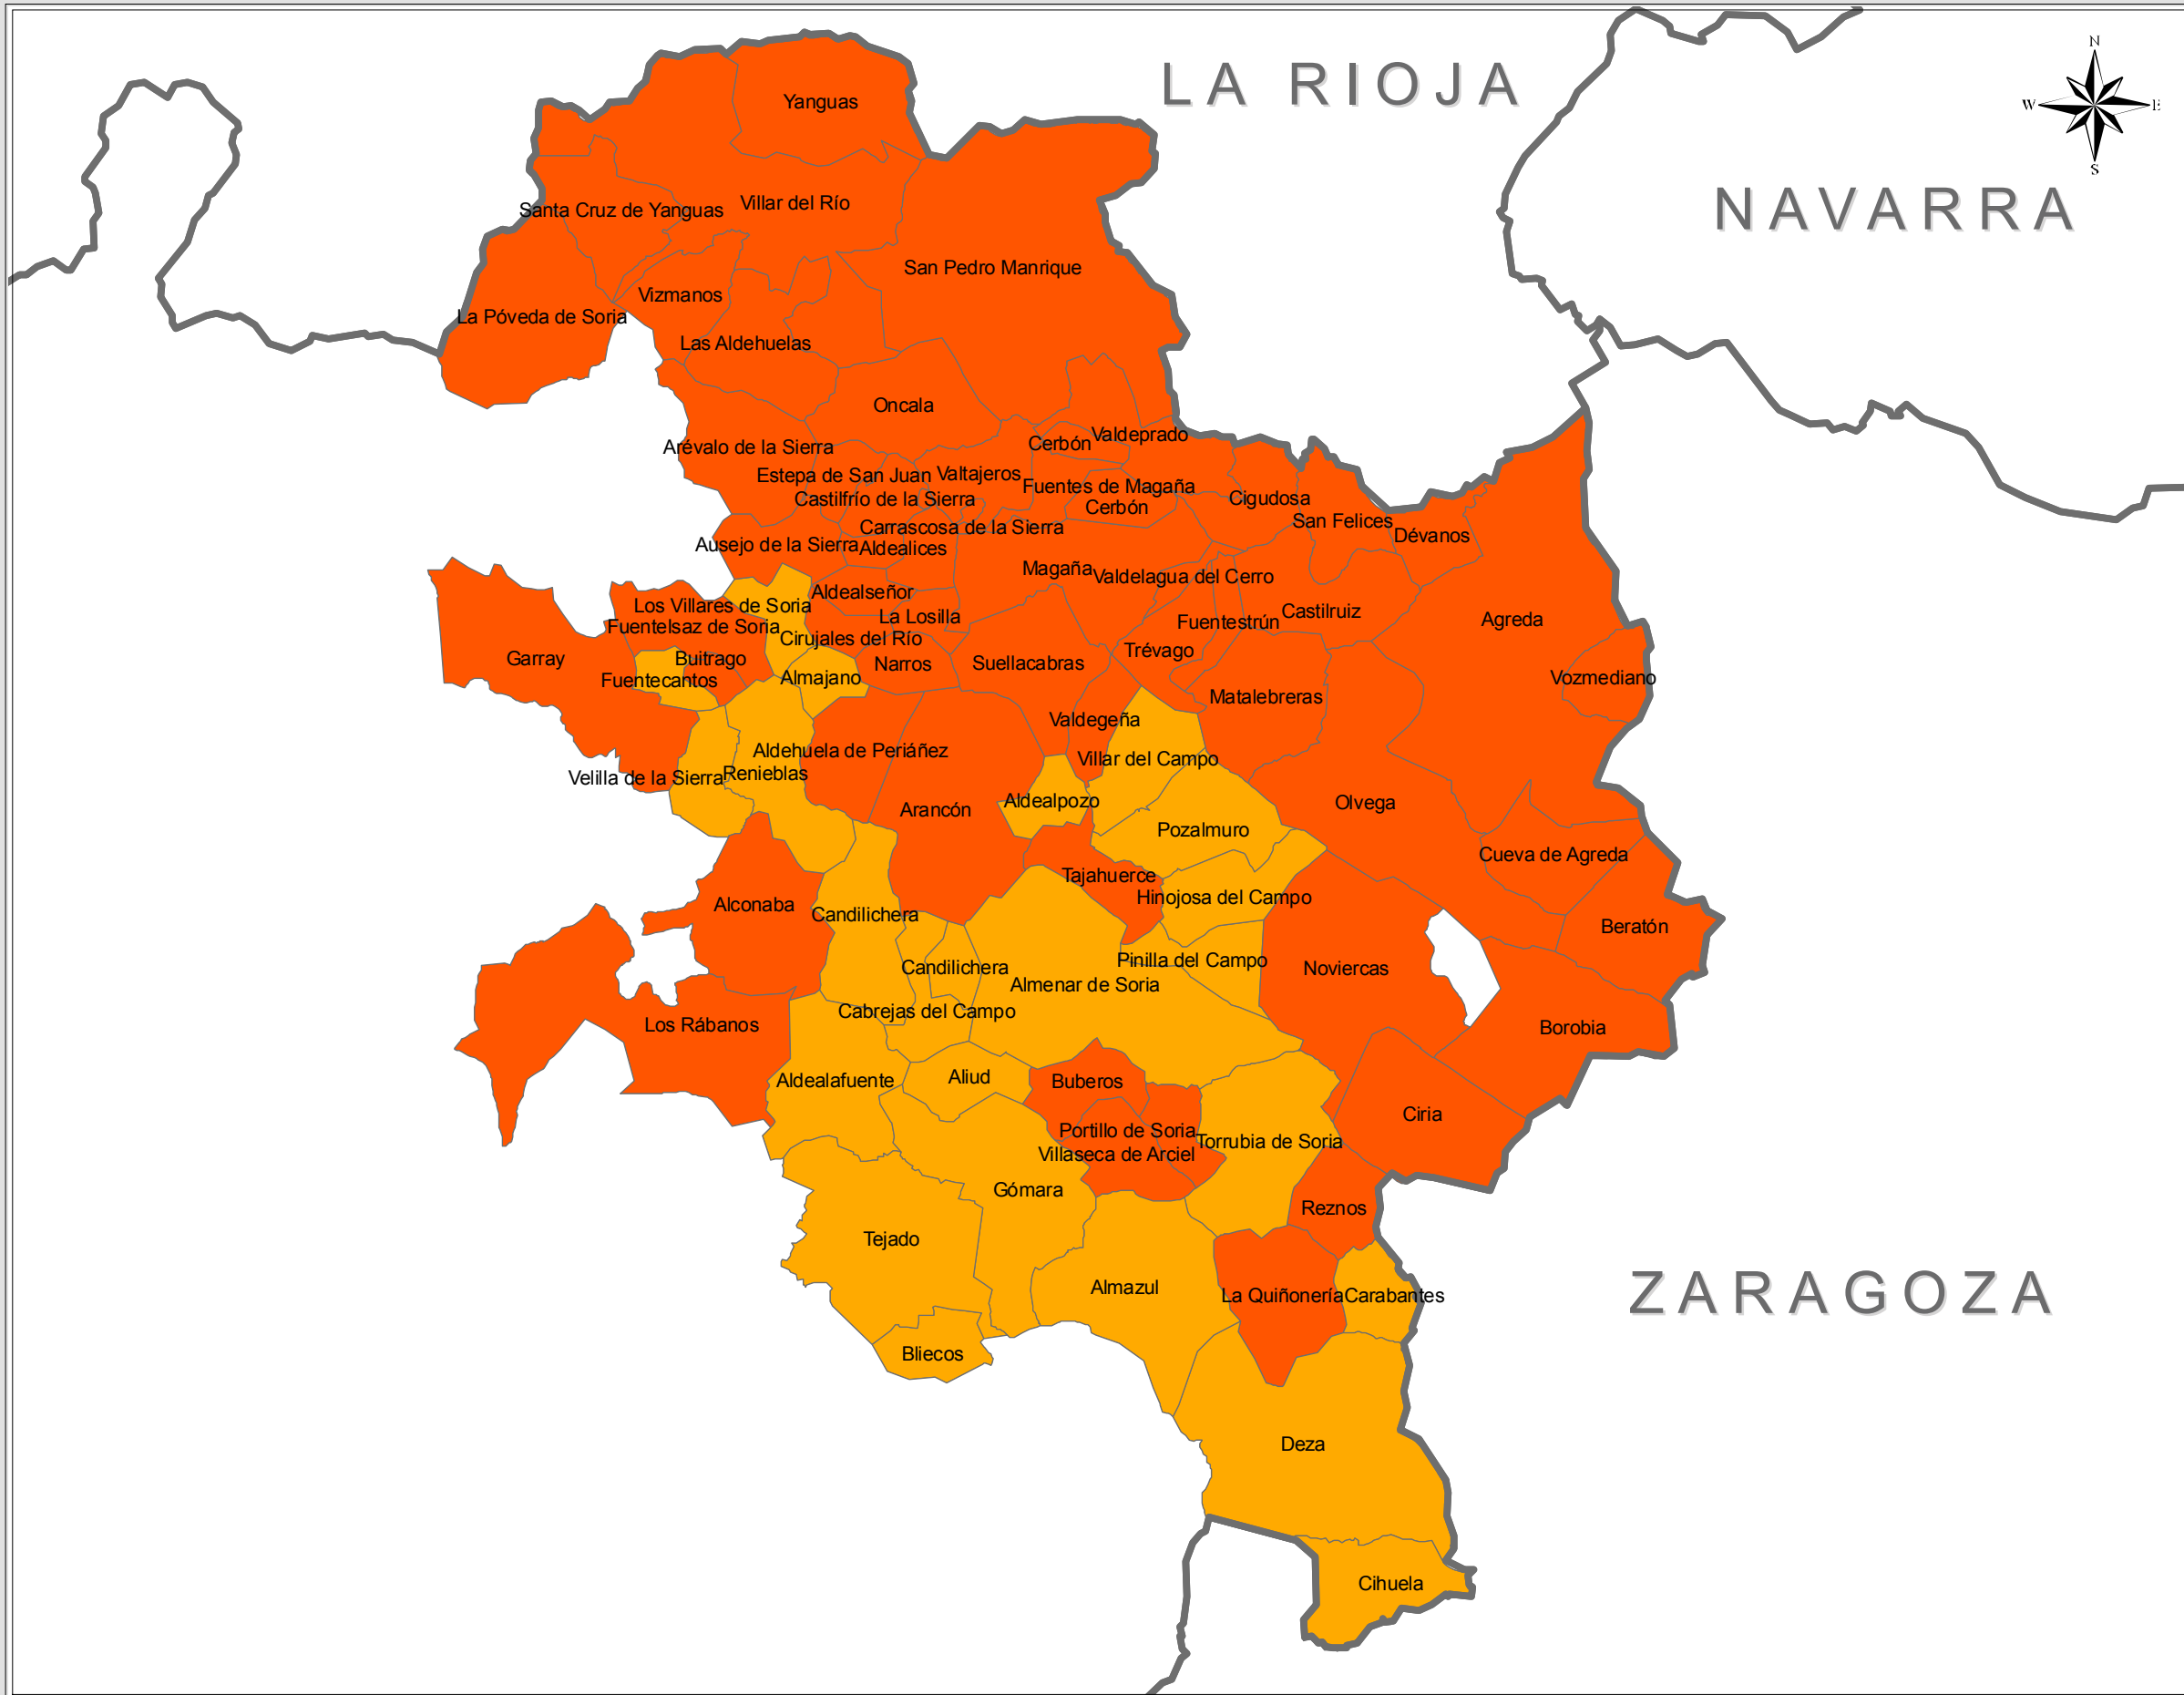 LA RIOJA
N
W
E
S
NAVARRA
Yanguas
Villar del Río
Santa Cruz de Yanguas
San Pedro Manrique
Vizmanos
La Póveda de Soria
Las Aldehuelas
Oncala
Valdeprado
Cerbón
Arévalo de la Sierra
Estepa de San Juan
Valtajeros
Fuentes de Magaña
Castilfrío de la Sierra
Cigudosa
Cerbón
San Felices
Carrascosa de la Sierra
Dévanos
Ausejo de la Sierra
Aldealices
Magaña
Valdelagua del Cerro
Aldealseñor
Los Villares de Soria
Castilruiz
La Losilla
Agreda
Fuentestrún
Fuentelsaz de Soria
Cirujales del Río
Trévago
Garray
Buitrago
Narros
Suellacabras
Almajano
Vozmediano
Fuentecantos
Matalebreras
Valdegeña
Aldehuela de Periáñez
Villar del Campo
Velilla de la Sierra
Renieblas
Aldealpozo
Olvega
Arancón
Pozalmuro
Cueva de Agreda
Tajahuerce
Hinojosa del Campo
Alconaba
Candilichera
Beratón
Pinilla del Campo
Candilichera
Noviercas
Almenar de Soria
Cabrejas del Campo
Los Rábanos
Borobia
Aliud
Aldealafuente
Buberos
Ciria
Portillo de Soria
Torrubia de Soria
Villaseca de Arciel
Gómara
Reznos
Tejado
Almazul
La Quiñonería
Carabantes
ZARAGOZA
Bliecos
Deza
Cihuela